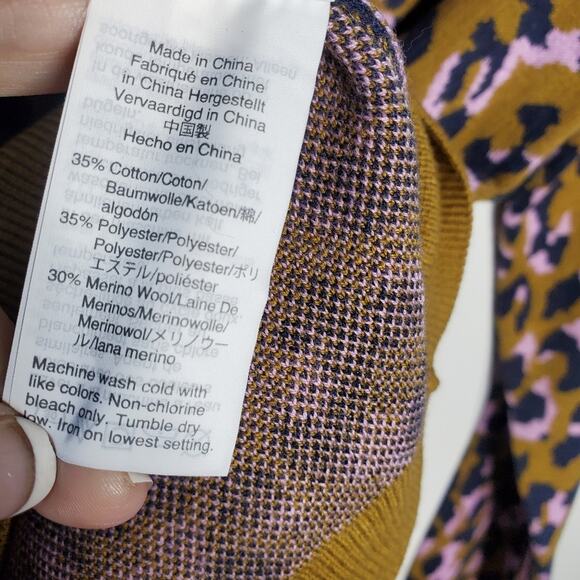 Made in China
Fabriqué en Chine
in China Hergestellt
Vervaardigd in China
中国製
Hecho en China
35% Cotton/Coton/
Baumwolle/Katoen/綿/
algodón
35% Polyester/Polyester/
Polyester/Polyester/ポリ
エステル/poliéster
30% Merino Wool/Laine De
Merinos/Merinowolle/
Merinowol/メリノウー
ル/lana merino
Machine wash cold with
like colors. Non-chlorine
bleach only. Tumble dry
low. Iron on lowest setting.